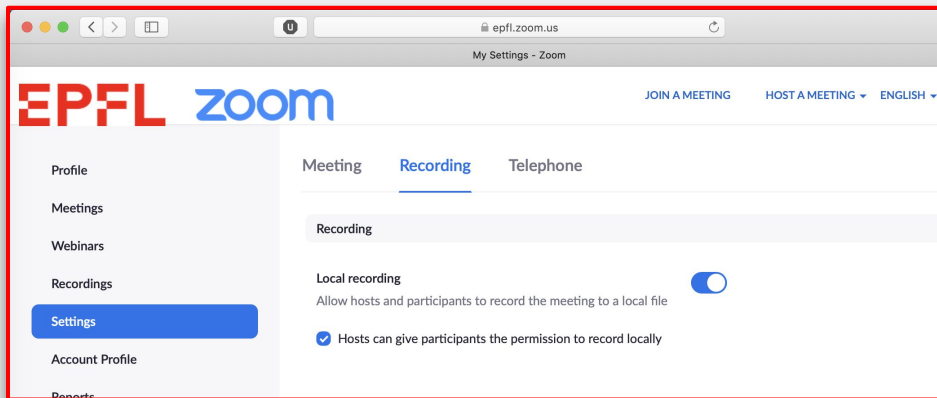 epfl.zoom.us
My Settings - Zoom
EPFL zoom
JOIN A MEETING HOST A MEETING ENGLISH
Profile
Meetings
Webinars
Recordings
Settings
Account Profile
Reports
Meeting Recording Telephone
Recording
Local recording
Allow hosts and participants to record the meeting to a local file
Hosts can give participants the permission to record locally